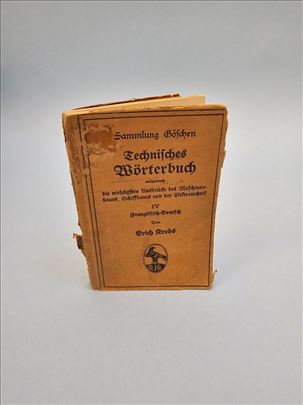 Sammlung Göschen
Technisches
Wörterbuch
enthaltend
die wichtigsten Ausdrücke des Maschinen-
baues, Schiffbaues und der Elektrotechnik
IV
Französisch-Deutsch
Von
Erich Krebs
GJG